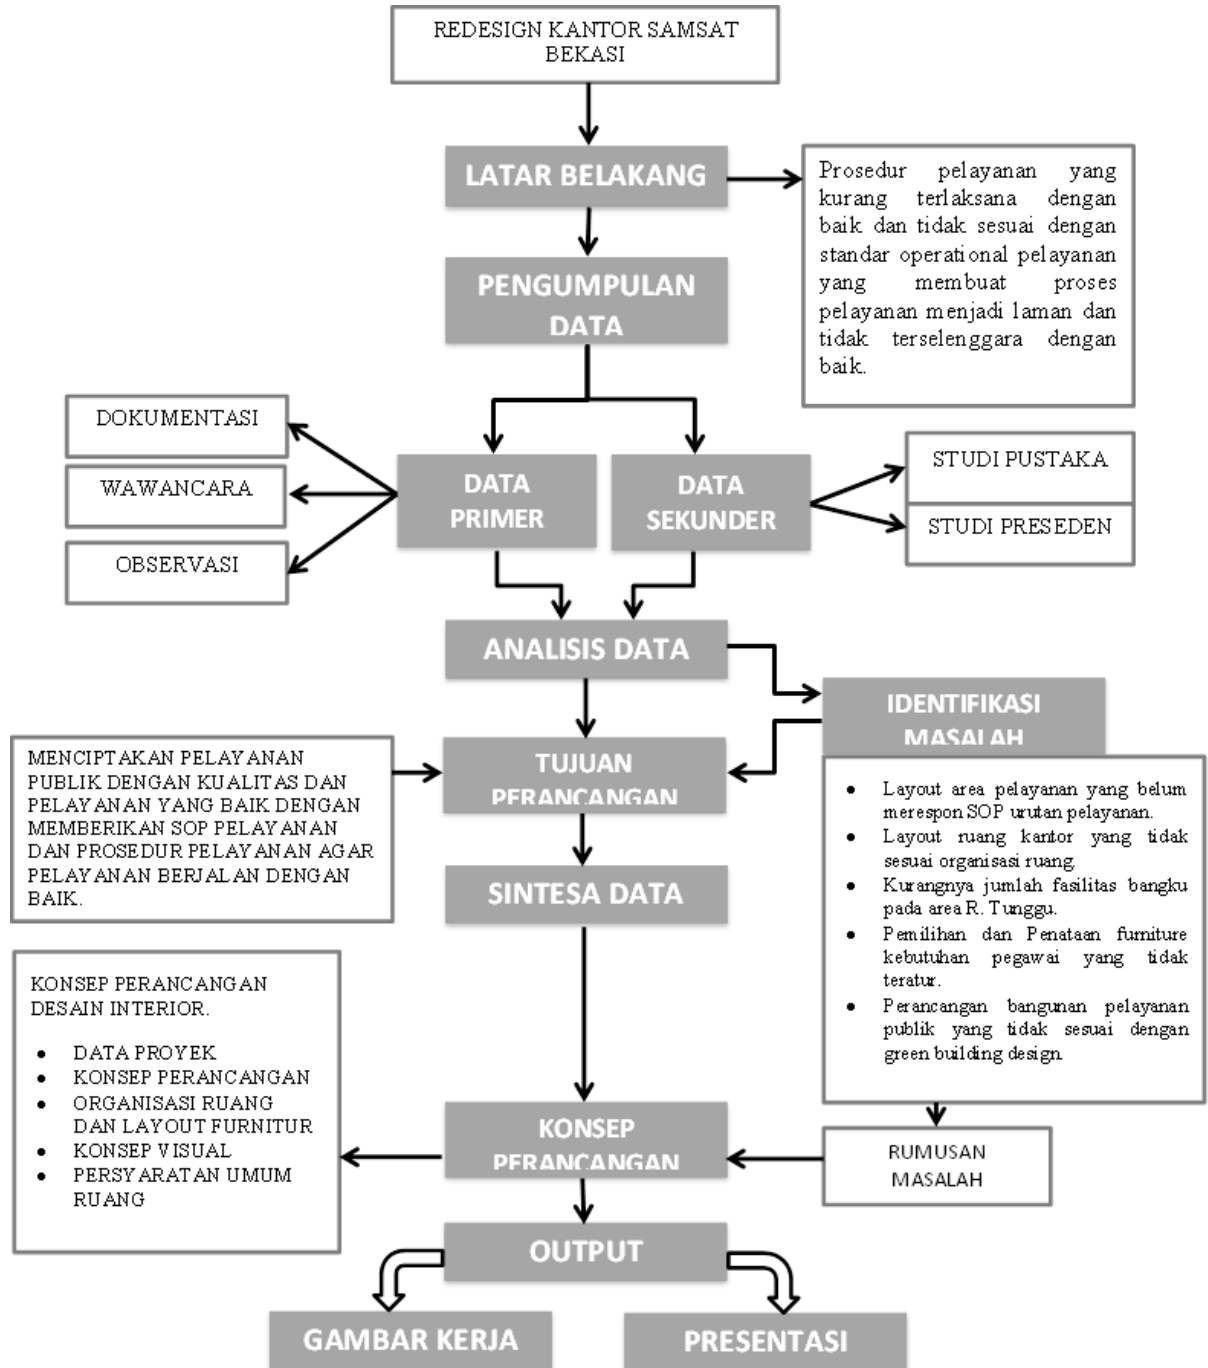 REDESIGN KANTOR SAMSAT
BEKASI
LATAR BELAKANG
Prosedur pelayanan yang
kurang terlaksana dengan
baik dan tidak sesuai dengan
standar operational pelayanan
yang membuat proses
pelayanan menjadi laman dan
tidak terselenggara dengan
baik.
PENGUMPULAN
DATA
DOKUMENTASI
WAWANCARA
OBSERVASI
DATA
PRIMER
DATA
SEKUNDER
STUDI PUSTAKA
STUDI PRESEDEN
ANALISIS DATA
IDENTIFIKASI
MASALAH
MENCIPTAKAN PELAYANAN
PUBLIK DENGAN KUALITAS DAN
PELAYANAN YANG BAIK DENGAN
MEMBERIKAN SOP PELAYANAN
DAN PROSEDUR PELAYANAN AGAR
PELAYANAN BERJALAN DENGAN
BAIK.
TUJUAN
PERANCANGAN
• Layout area pelayanan yang belum
merespon SOP urutan pelayanan.
• Layout ruang kantor yang tidak
sesuai organisasi ruang.
• Kurangnya jumlah fasilitas bangku
pada area R. Tunggu.
• Pemilihan dan Penataan furniture
kebutuhan pegawai yang tidak
teratur.
• Perancangan bangunan pelayanan
publik yang tidak sesuai dengan
green building design.
SINTESA DATA
KONSEP PERANCANGAN
DESAIN INTERIOR.
• DATA PROYEK
• KONSEP PERANCANGAN
• ORGANISASI RUANG
DAN LAYOUT FURNITUR
• KONSEP VISUAL
• PERSYARATAN UMUM
RUANG
KONSEP
PERANCANGAN
RUMUSAN
MASALAH
OUTPUT
GAMBAR KERJA
PRESENTASI